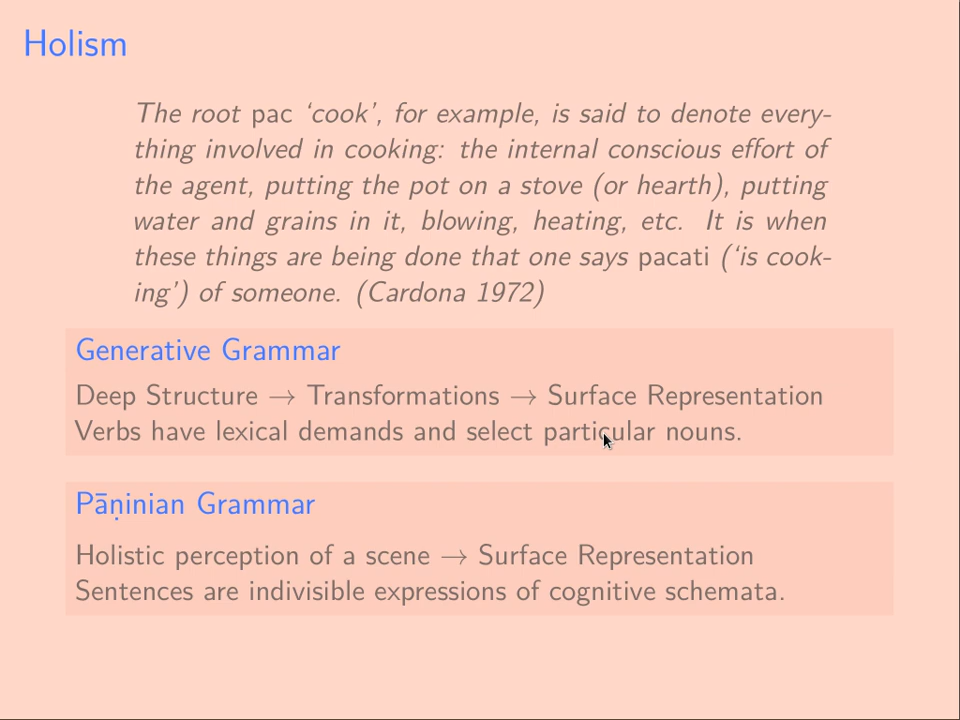 Holism
The root pac ‘cook’, for example, is said to denote every-
thing involved in cooking: the internal conscious effort of
the agent, putting the pot on a stove (or hearth), putting
water and grains in it, blowing, heating, etc. It is when
these things are being done that one says pacati (‘is cook-
ing’) of someone. (Cardona 1972)
Generative Grammar
Deep Structure → Transformations → Surface Representation
Verbs have lexical demands and select particular nouns.
Pāṇinian Grammar
Holistic perception of a scene → Surface Representation
Sentences are indivisible expressions of cognitive schemata.